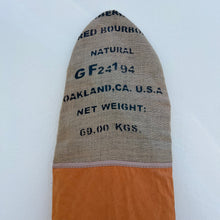 RED BOURBON
NATURAL
GF24194
OAKLAND,CA. U.S.A
NET WEIGHT:
69.00 KGS.